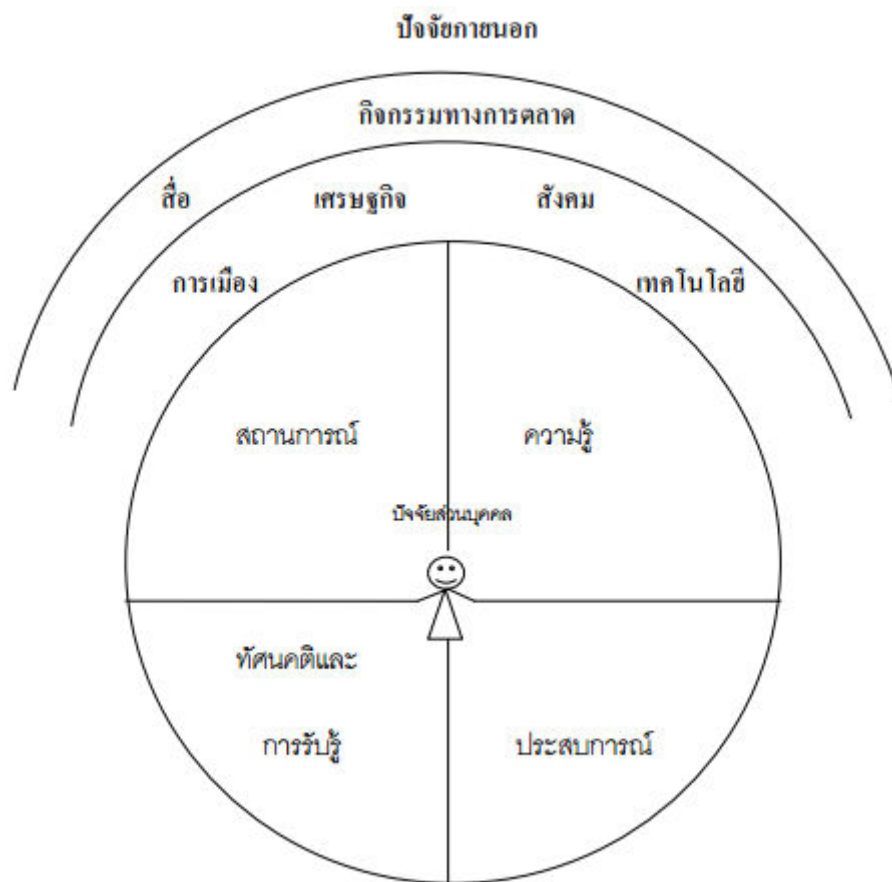 ปัจจัยภายนอก
กิจกรรมทางการตลาด
สื่อ
เศรษฐกิจ
สังคม
การเมือง
เทคโนโลยี
สถานการณ์
ความรู้
ปัจจัยส่วนบุคคล
ทัศนคติและ
การรับรู้
ประสบการณ์